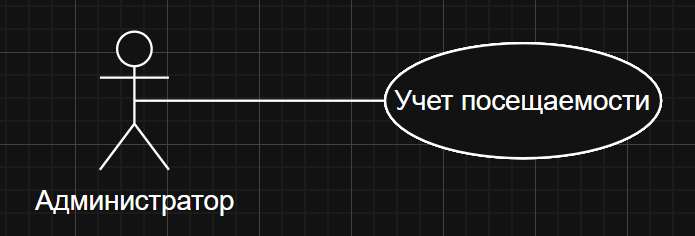 Учет посещаемости
Администратор